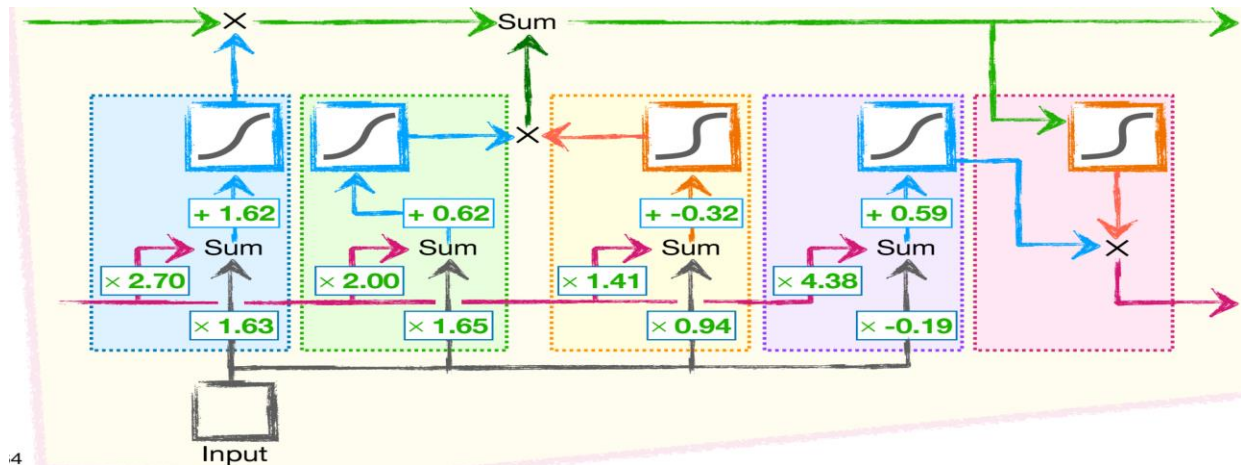 × Sum
×
+ 1.62 + 0.62 + -0.32 + 0.59
Sum Sum Sum Sum ×
× 2.70 × 2.00 × 1.41 × 4.38
× 1.63 × 1.65 × 0.94 × -0.19
Input